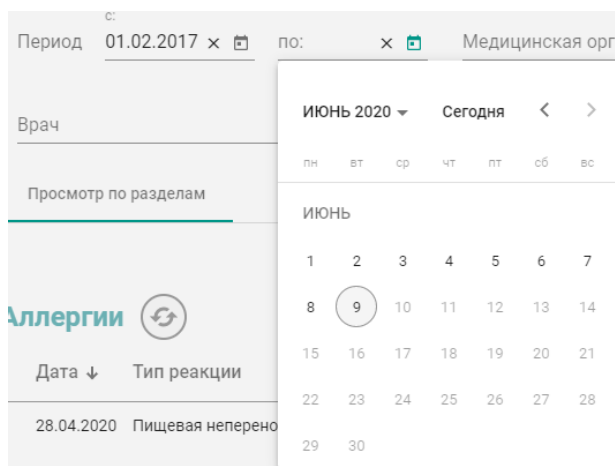 с:
Период 01.02.2017 по: Медицинская орг
Врач
ИЮНЬ 2020 Сегодня
пн вт ср чт пт сб вс
Просмотр по разделам
ИЮНЬ
1 2 3 4 5 6 7
8 9 10 11 12 13 14
Аллергии
15 16 17 18 19 20 21
Дата Тип реакции
22 23 24 25 26 27 28
28.04.2020 Пищевая неперено
29 30